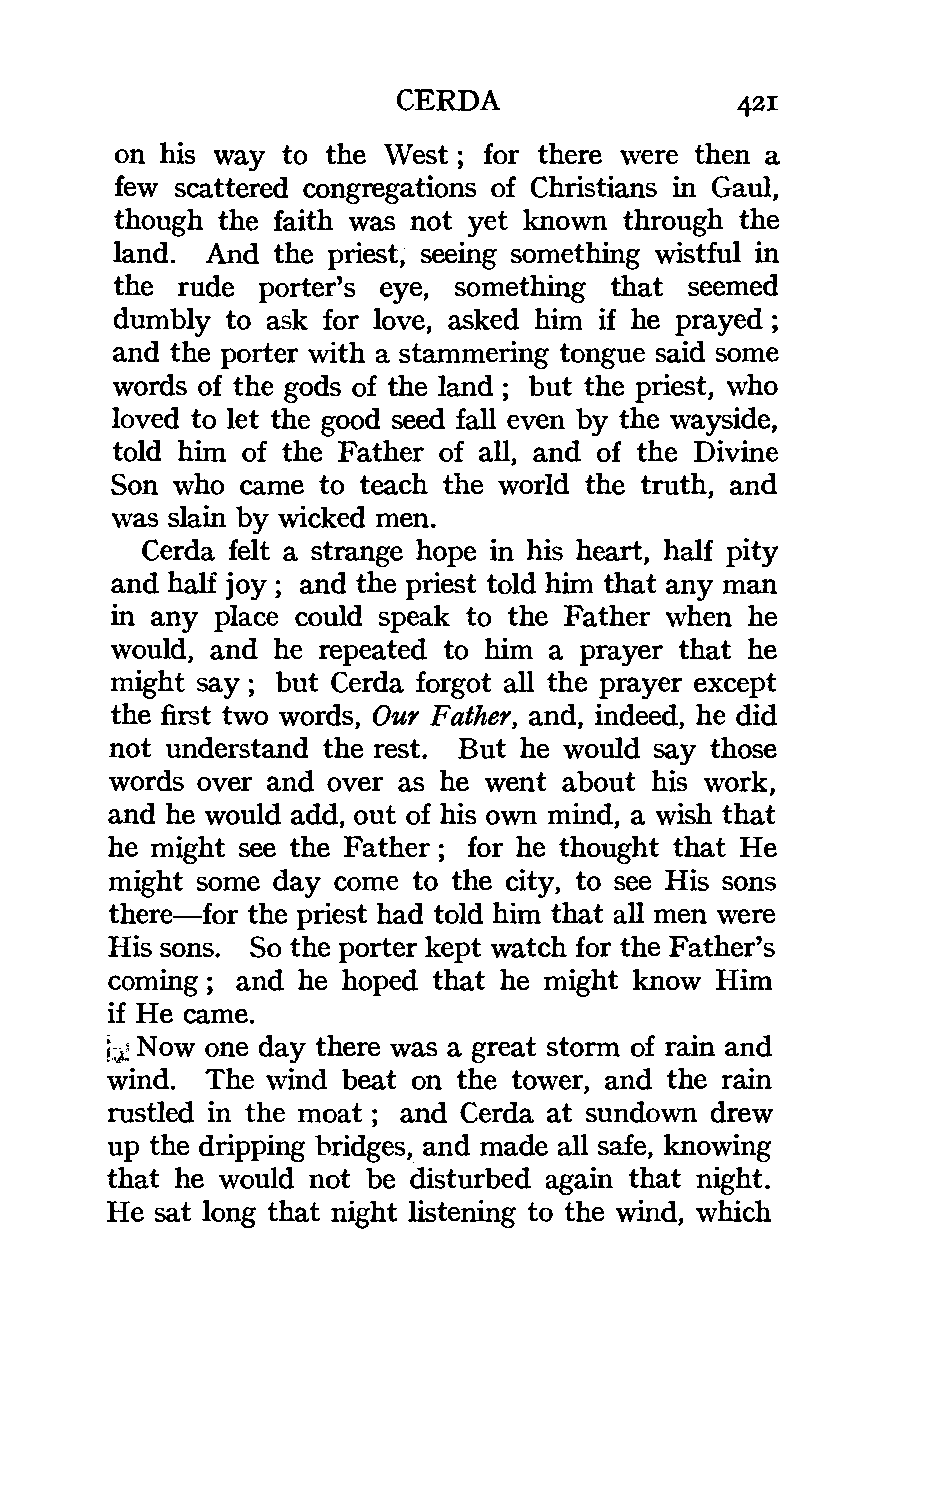 CERDA 421
on his way to the West ; for there were then a
few scattered congregations of Christians in Gaul,
though the faith was not yet known through the
land. And the priest, seeing something wistful in
the rude porter's eye, something that seemed
dumbly to ask for love, asked him if he prayed ;
and the porter with a stammering tongue said some
words of the gods of the land ; but the priest, who
loved to let the good seed fall even by the wayside,
told him of the Father of all, and of the Divine
Son who came to teach the world the truth, and
was slain by wicked men.
Cerda felt a strange hope in his heart, half pity
and half joy ; and the priest told him that any man
in any place could speak to the Father when he
would, and he repeated to him a prayer that he
might say ; but Cerda forgot all the prayer except
the first two words, Our Father, and, indeed, he did
not understand the rest. But he would say those
words over and over as he went about his work,
and he would add, out of his own mind, a wish that
he might see the Father ; for he thought that He
might some day come to the city, to see His sons
there—for the priest had told him that all men were
His sons. So the porter kept watch for the Father's
coming ; and he hoped that he might know Him
if He came.
Now one day there was a great storm of rain and
wind. The wind beat on the tower, and the rain
rustled in the moat ; and Cerda at sundown drew
up the dripping bridges, and made all safe, knowing
that he would not be disturbed again that night.
He sat long that night listening to the wind, which